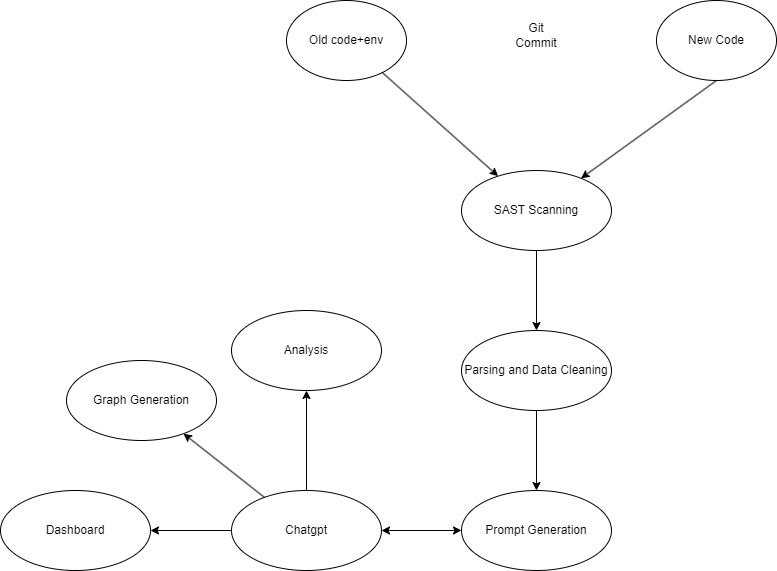 Old code+env
Git
Commit
New Code
SAST Scanning
Analysis
Parsing and Data Cleaning
Graph Generation
Dashboard
Chatgpt
Prompt Generation